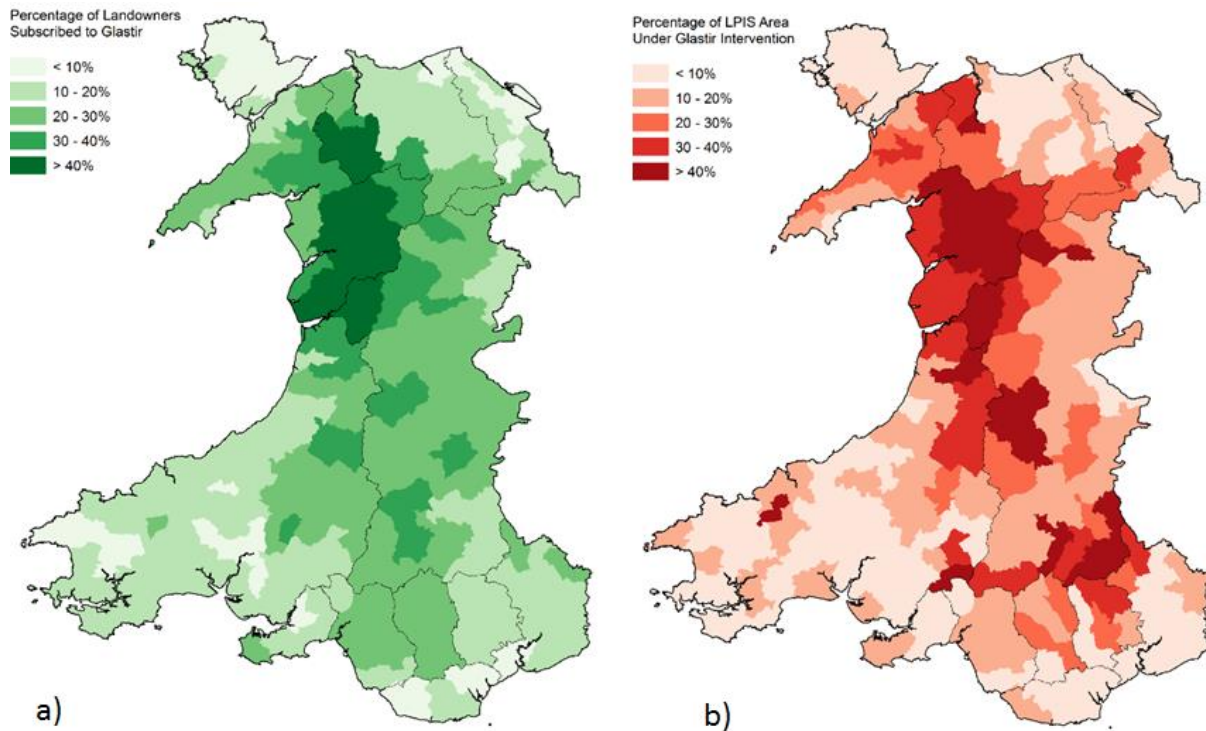 Percentage of Landowners
Subscribed to Glastir
< 10%
10 - 20%
20 - 30%
30 - 40%
> 40%
a)
Percentage of LPIS Area
Under Glastir Intervention
< 10%
10 - 20%
20 - 30%
30 - 40%
> 40%
b)